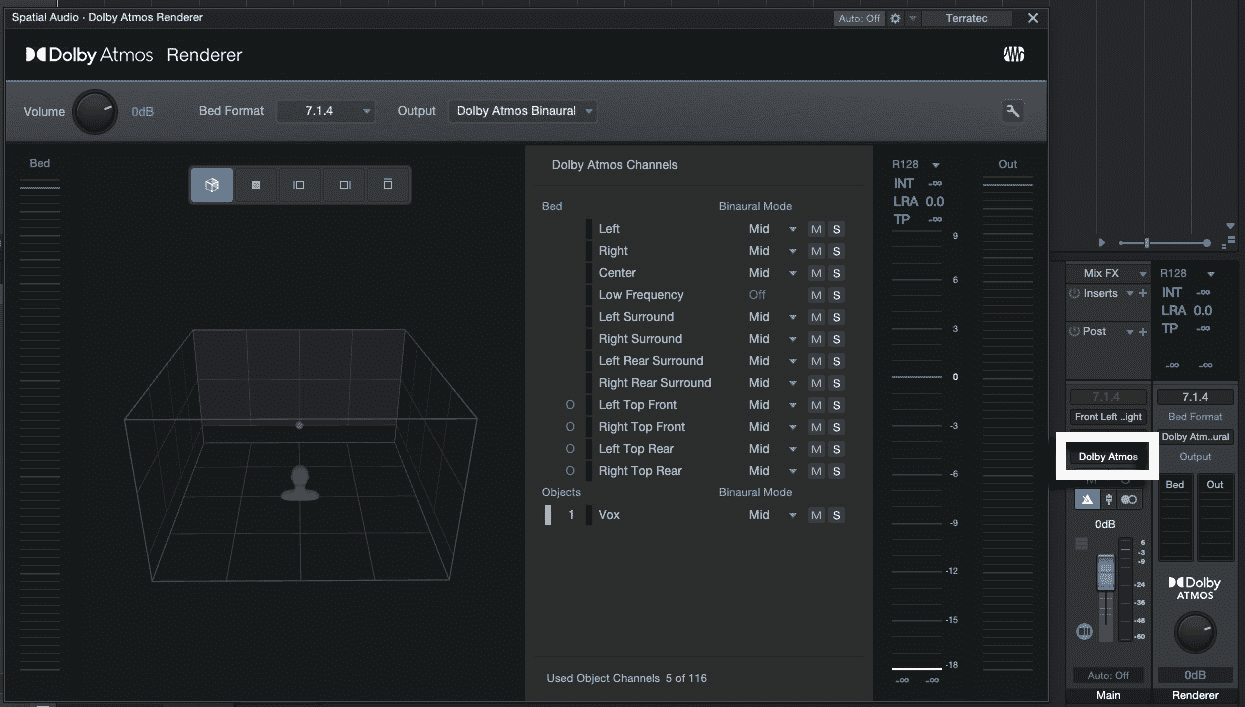 Spatial Audio · Dolby Atmos Renderer
Auto: Off
Terratec
Dolby Atmos Renderer
Volume
0dB
Bed Format
7.1.4
Output
Dolby Atmos Binaural
Bed
Dolby Atmos Channels
Bed Binaural Mode
Left Mid M S
Right Mid M S
Center Mid M S
Low Frequency Off M S
Left Surround Mid M S
Right Surround Mid M S
Left Rear Surround Mid M S
Right Rear Surround Mid M S
O Left Top Front Mid M S
O Right Top Front Mid M S
O Left Top Rear Mid M S
O Right Top Rear Mid M S
Objects Binaural Mode
1 Vox Mid M S
Used Object Channels 5 of 116
R128
INT -∞
LRA 0.0
TP -∞
9
6
3
0
-3
-6
-9
-12
-15
-18
-∞ -∞
Out
Mix FX
Inserts
Post
7.1.4
Front Left ..ight
Dolby Atmos
0dB
6
-3
-9
-24
-36
-48
-60
Auto: Off
Main
R128
INT -∞
LRA 0.0
TP -∞
-∞ -∞
7.1.4
Bed Format
Dolby Atm..ural
Output
Bed Out
Dolby
ATMOS
0dB
Renderer